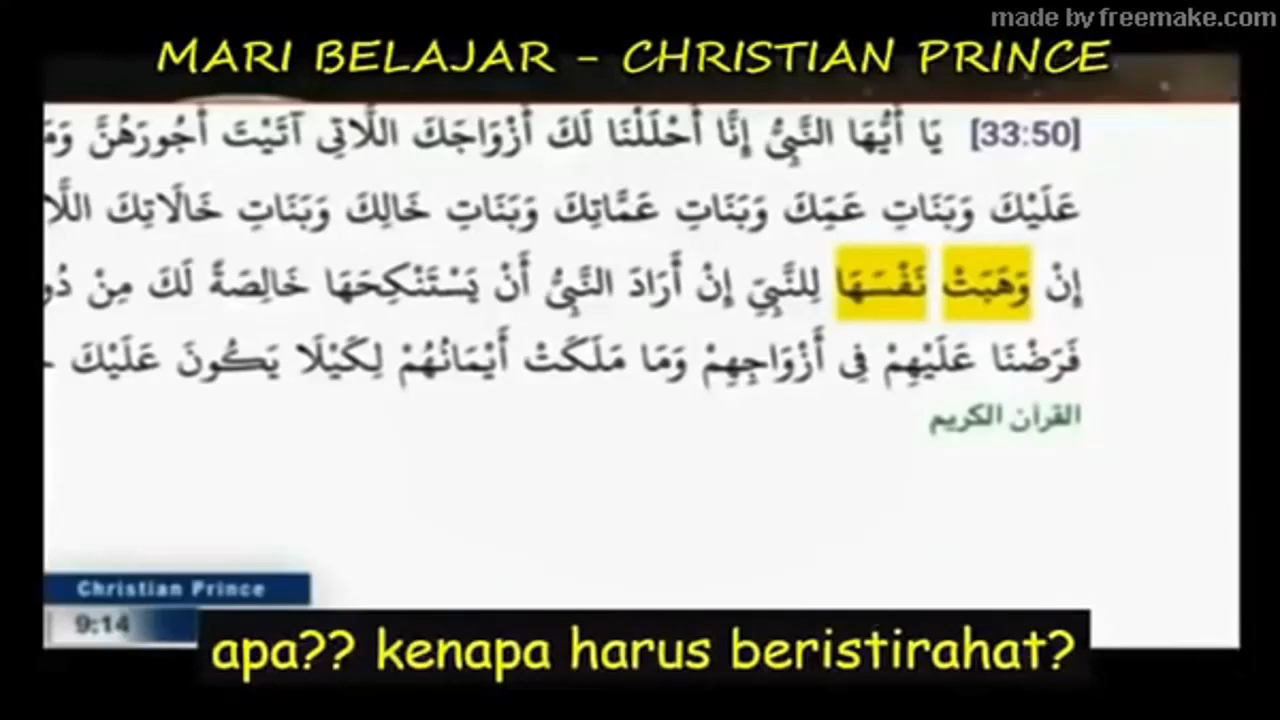 made by freemake.com
MARI BELAJAR - CHRISTIAN PRINCE
[33:50] يَا أَيُّهَا النَّبِيُّ إِنَّا أَحْلَلْنَا لَكَ أَزْوَاجَكَ اللَّاتِي آتَيْتَ أُجُورَهُنَّ
عَلَيْكَ وَبَنَاتِ عَمِّكَ وَبَنَاتِ عَمَّاتِكَ وَبَنَاتِ خَالِكَ وَبَنَاتِ خَالَاتِكَ
إِنْ وَهَبَتْ نَفْسَهَا لِلنَّبِيِّ إِنْ أَرَادَ النَّبِيُّ أَنْ يَسْتَنْكِحَهَا خَالِصَةً لَكَ مِنْ
فَرَضْنَا عَلَيْهِمْ فِي أَزْوَاجِهِمْ وَمَا مَلَكَتْ أَيْمَانُهُمْ لِكَيْلَا يَكُونَ عَلَيْكَ
القرآن الكريم
Christian Prince
9:14
apa?? kenapa harus beristirahat?